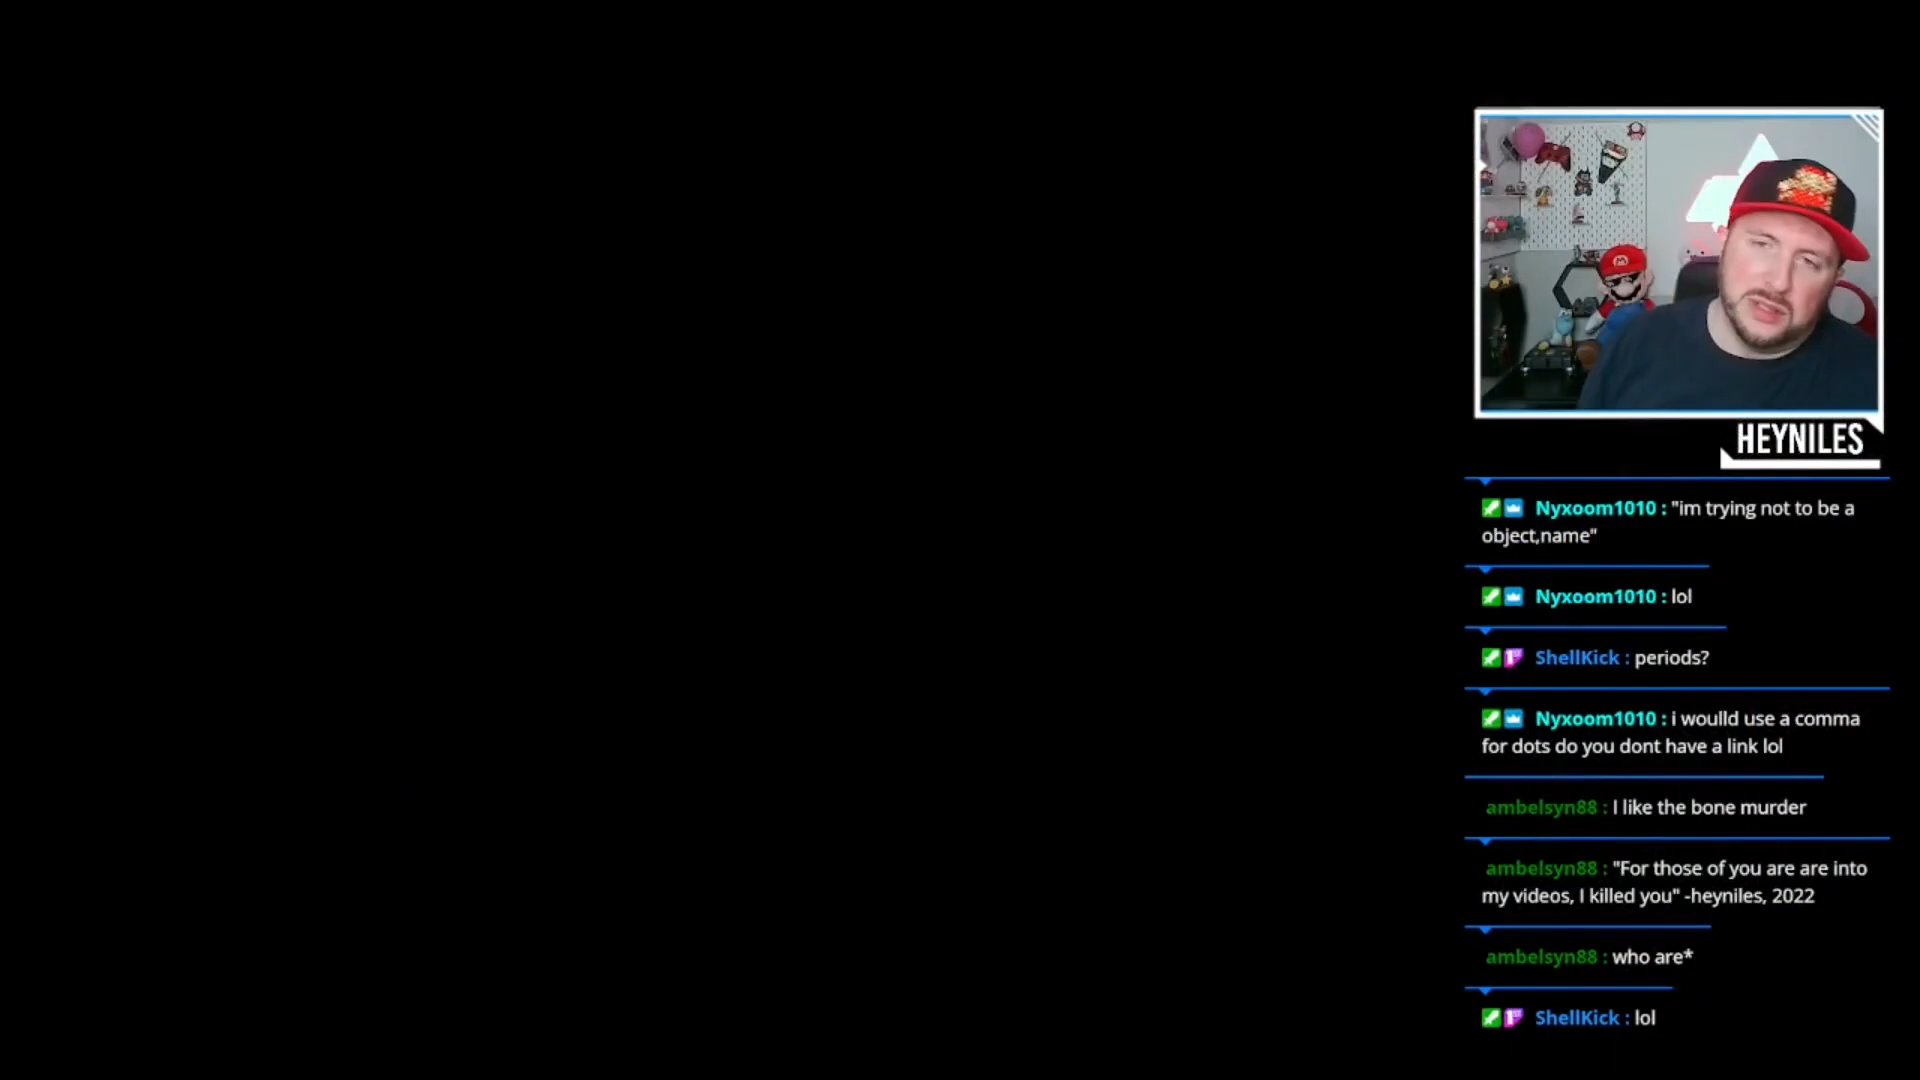 HEYNILES
Nyxoom1010 : "im trying not to be a
object,name"
Nyxoom1010 : lol
ShellKick : periods?
Nyxoom1010 : i woulld use a comma
for dots do you dont have a link lol
ambelsyn88 : I like the bone murder
ambelsyn88 : "For those of you are are into
my videos, I killed you" -heyniles, 2022
ambelsyn88 : who are*
ShellKick : lol